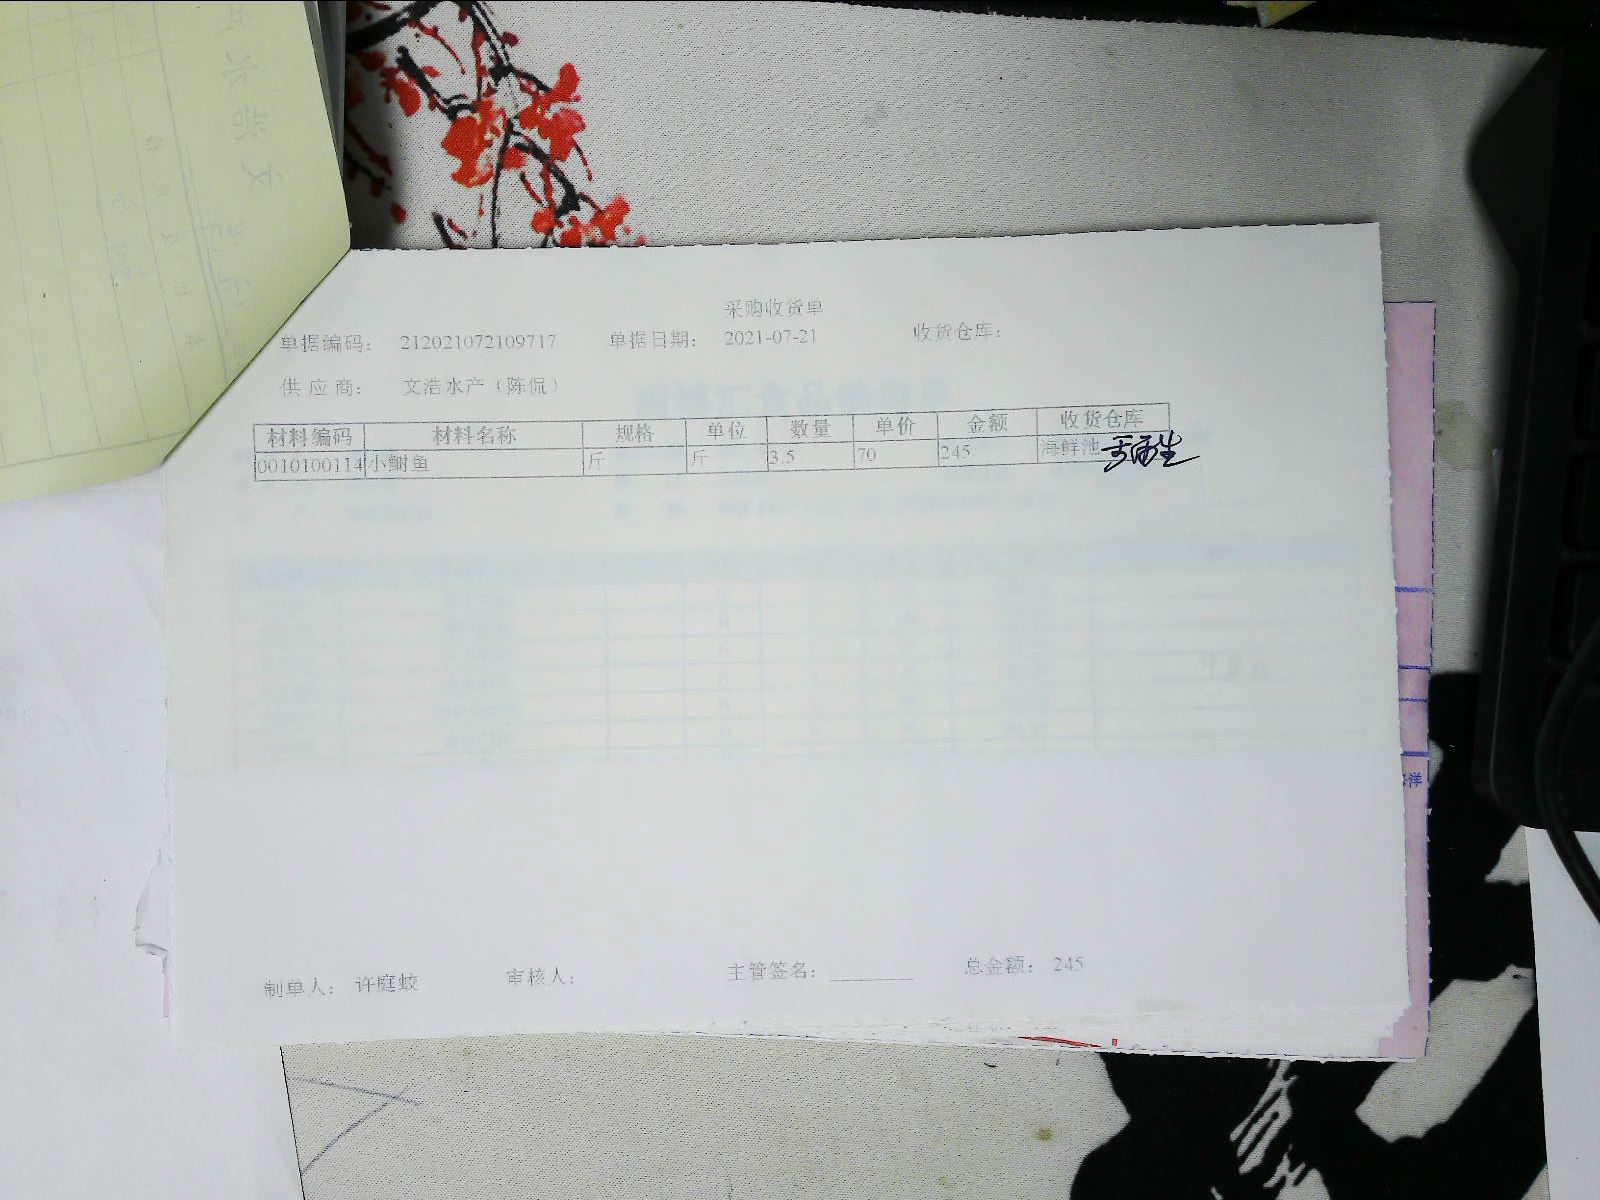 采购收货单
单据编码： 212021072109717 单据日期： 2021-07-21 收货仓库：
供 应 商： 文浩水产（陈侃）
材料编码 材料名称 规格 单位 数量 单价 金额 收货仓库
0010100114 小鲋鱼 斤 斤 3.5 70 245 海鲜池
制单人： 许庭蛟 审核人： 主管签名： ________ 总金额： 245